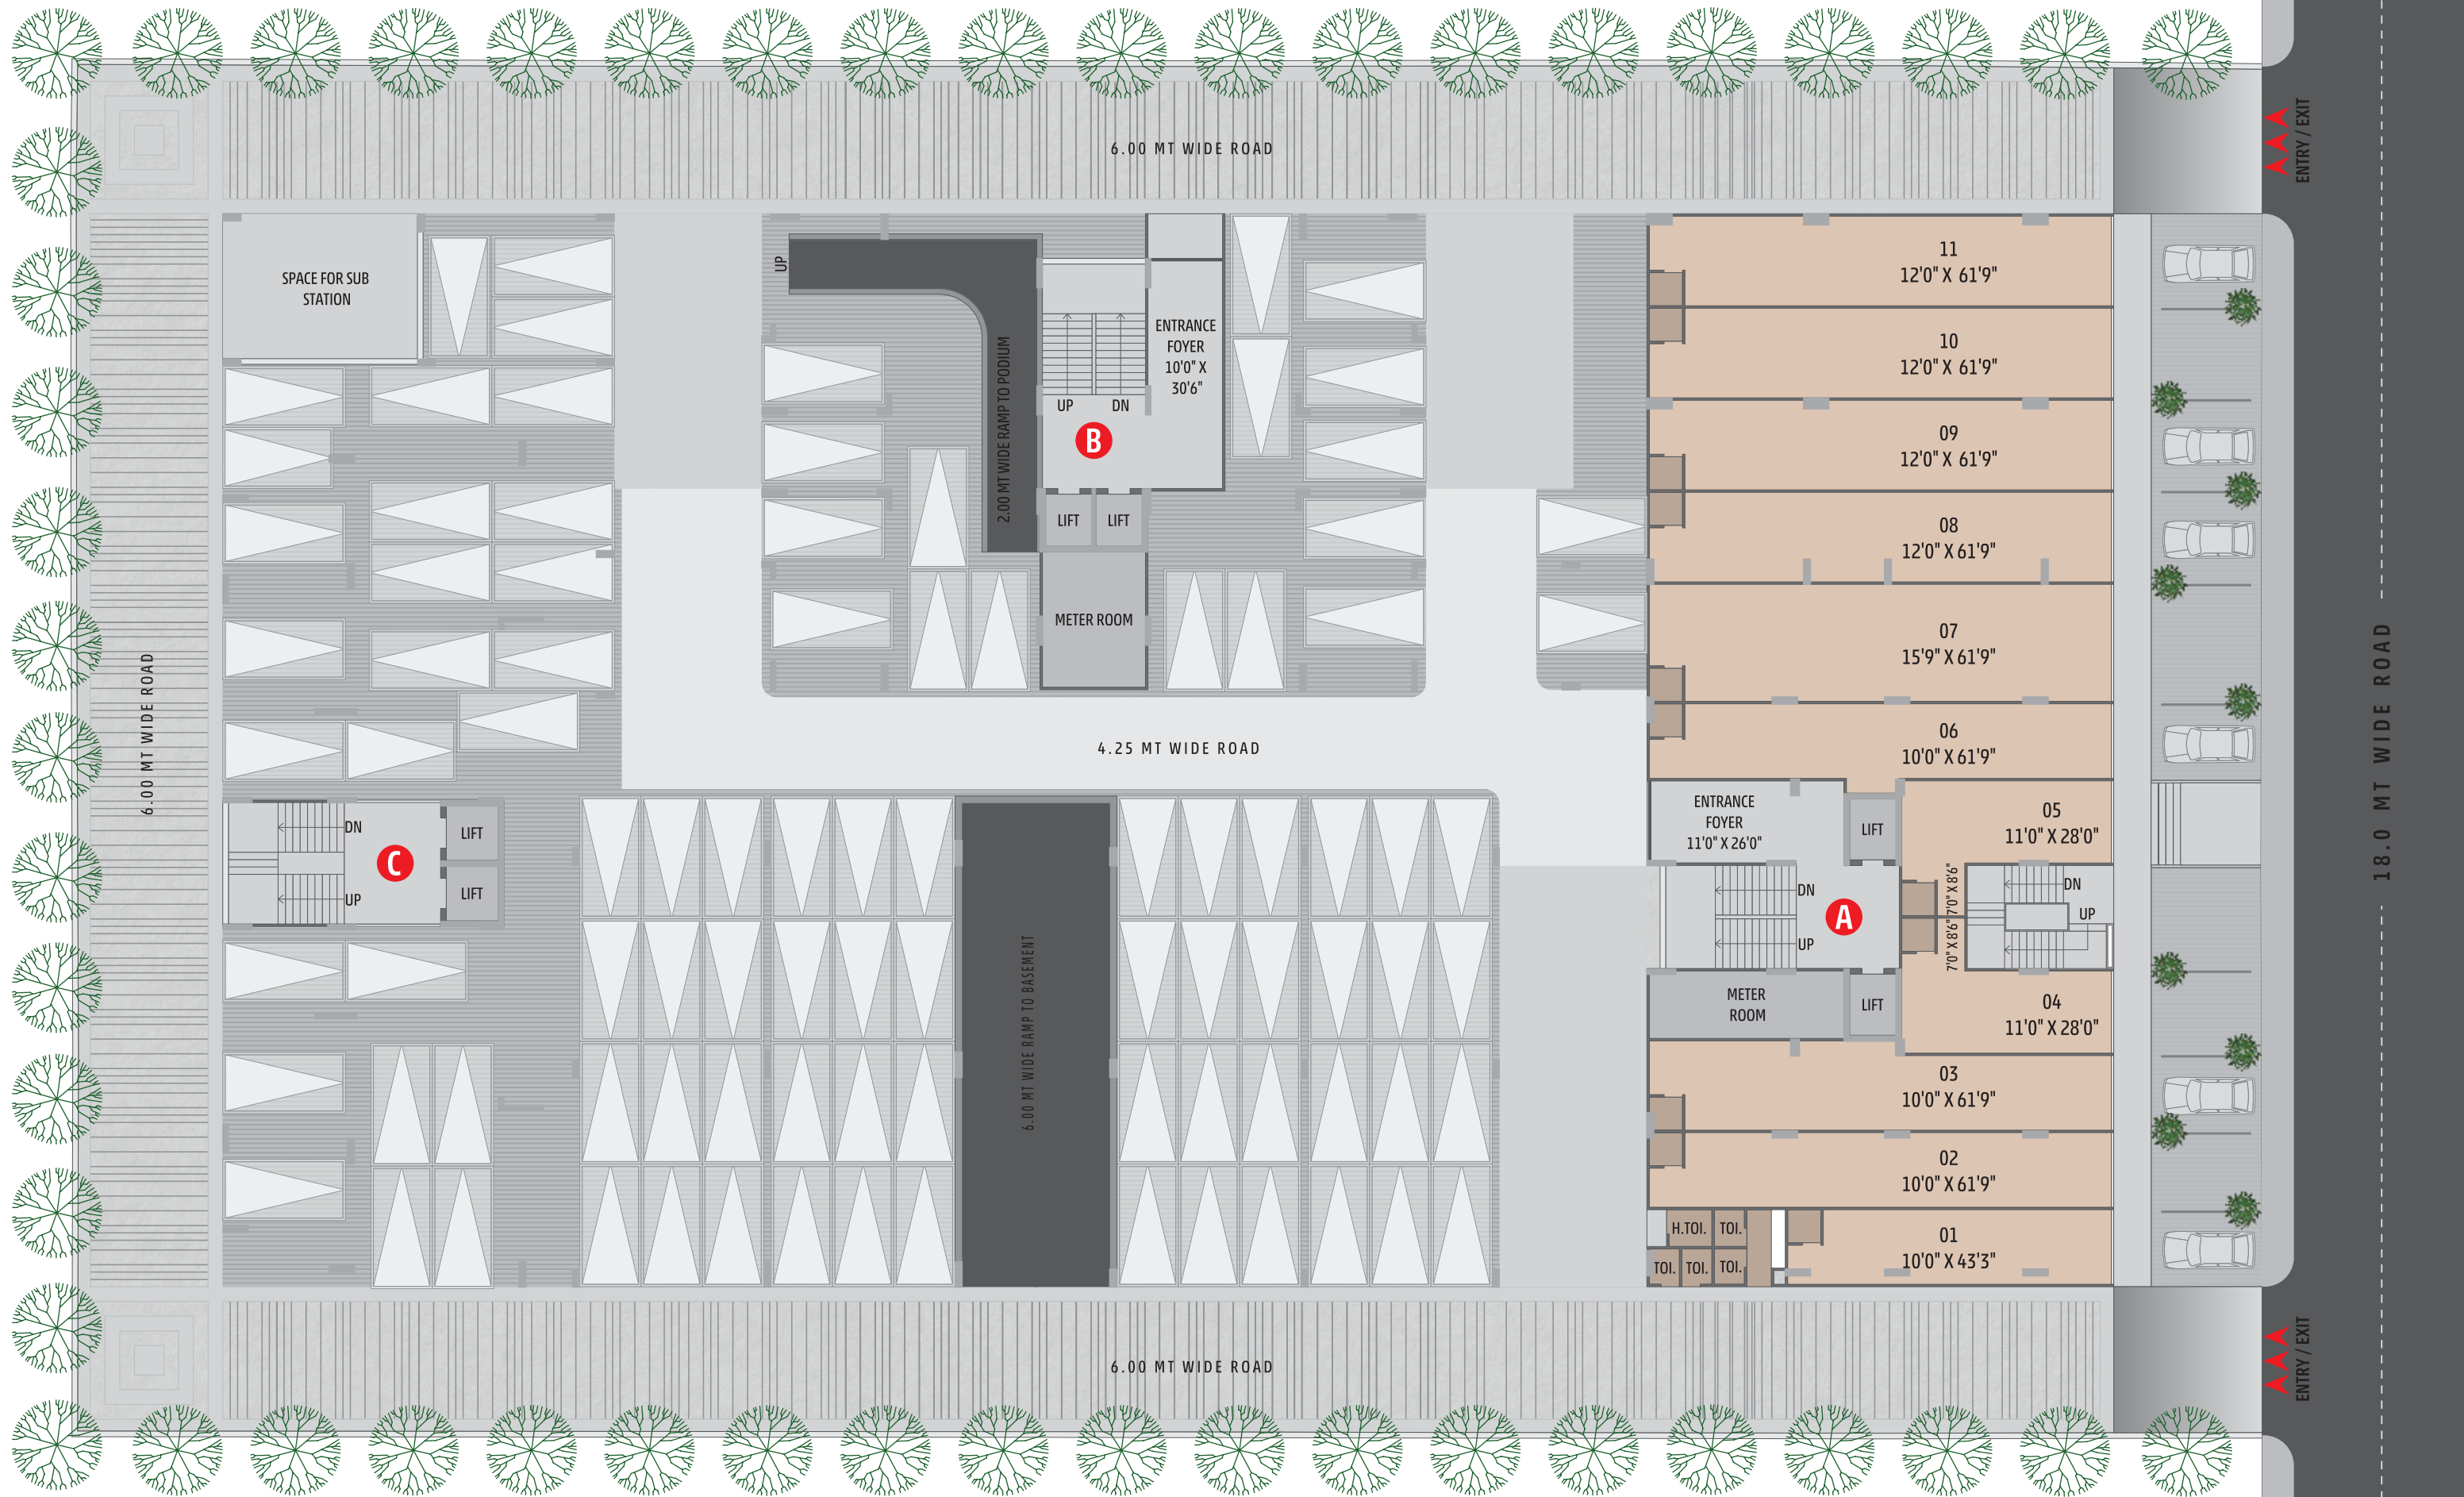 6.00 MT WIDE ROAD
ENTRY / EXIT
SPACE FOR SUB
STATION
UP
2.00 MT WIDE RAMP TO PODIUM
ENTRANCE
FOYER
10'0" X
30'6"
UP
DN
B
LIFT
LIFT
METER ROOM
11
12'0" X 61'9"
10
12'0" X 61'9"
09
12'0" X 61'9"
08
12'0" X 61'9"
07
15'9" X 61'9"
06
10'0" X 61'9"
6.00 MT WIDE ROAD
4.25 MT WIDE ROAD
18.0 MT WIDE ROAD
DN
C
UP
LIFT
LIFT
6.00 MT WIDE RAMP TO BASEMENT
ENTRANCE
FOYER
11'0" X 26'0"
LIFT
05
11'0" X 28'0"
DN
A
UP
7'0" X 8'6"
7'0" X 8'6"
DN
UP
METER
ROOM
LIFT
04
11'0" X 28'0"
03
10'0" X 61'9"
02
10'0" X 61'9"
H.TOI.
TOI.
TOI.
TOI.
TOI.
01
10'0" X 43'3"
6.00 MT WIDE ROAD
ENTRY / EXIT